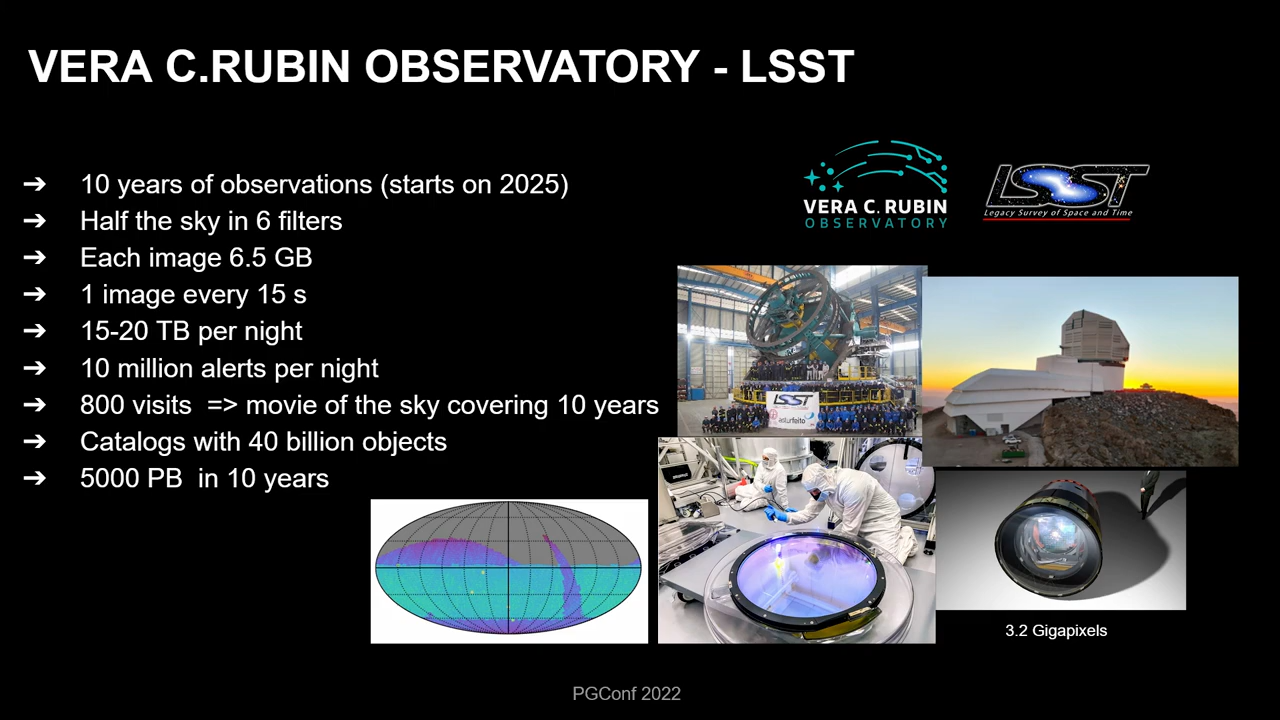 VERA C.RUBIN OBSERVATORY - LSST
➔ 10 years of observations (starts on 2025)
➔ Half the sky in 6 filters
➔ Each image 6.5 GB
➔ 1 image every 15 s
➔ 15-20 TB per night
➔ 10 million alerts per night
➔ 800 visits => movie of the sky covering 10 years
➔ Catalogs with 40 billion objects
➔ 5000 PB in 10 years
VERA C. RUBIN
OBSERVATORY
LSST
Legacy Survey of Space and Time
LSST
asturfeito
3.2 Gigapixels
PGConf 2022